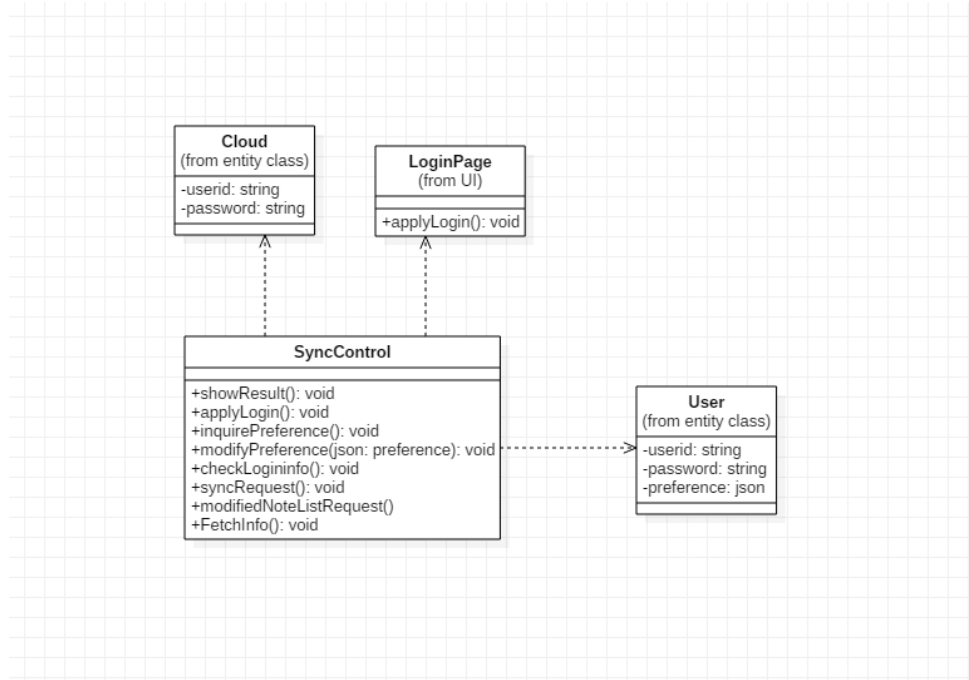 Cloud
(from entity class)
-userid: string
-password: string
LoginPage
(from UI)
+applyLogin(): void
SyncControl
+showResult(): void
+applyLogin(): void
+inquirePreference(): void
+modifyPreference(json: preference): void
+checkLogininfo(): void
+syncRequest(): void
+modifiedNoteListRequest()
+FetchInfo(): void
User
(from entity class)
-userid: string
-password: string
-preference: json